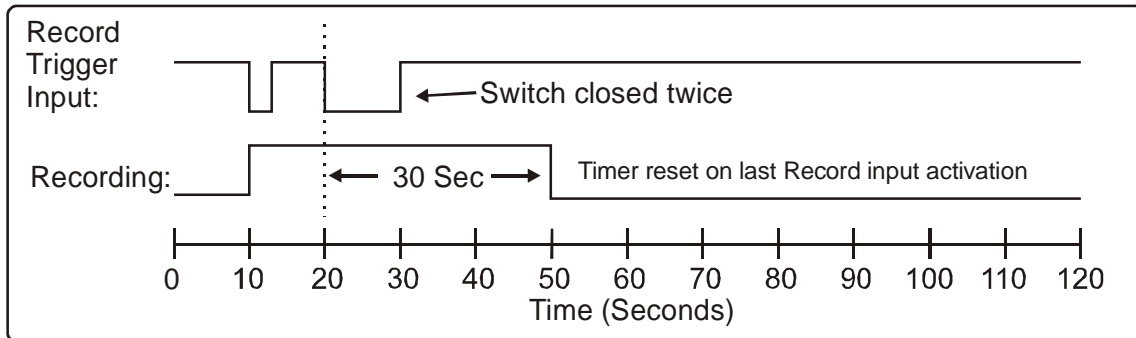 Record
Trigger
Input:
Switch closed twice
Recording:
30 Sec
Timer reset on last Record input activation
0 10 20 30 40 50 60 70 80 90 100 110 120
Time (Seconds)